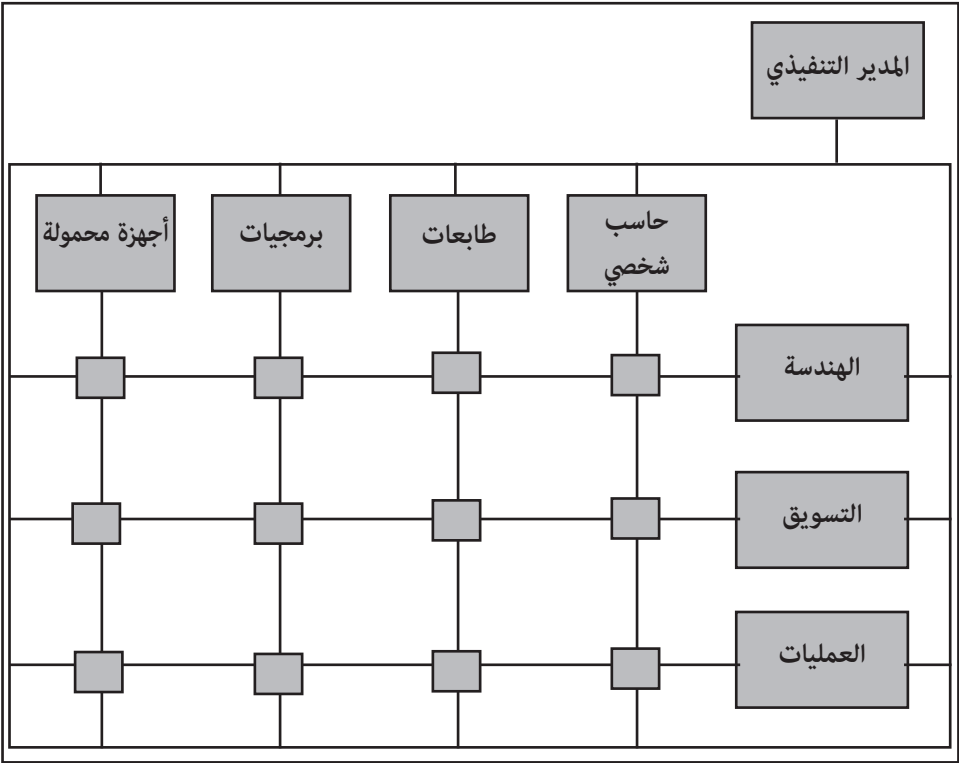 المدير التنفيذي
حاسب
شخصي
طابعات
برمجيات
أجهزة محمولة
الهندسة
التسويق
العمليات